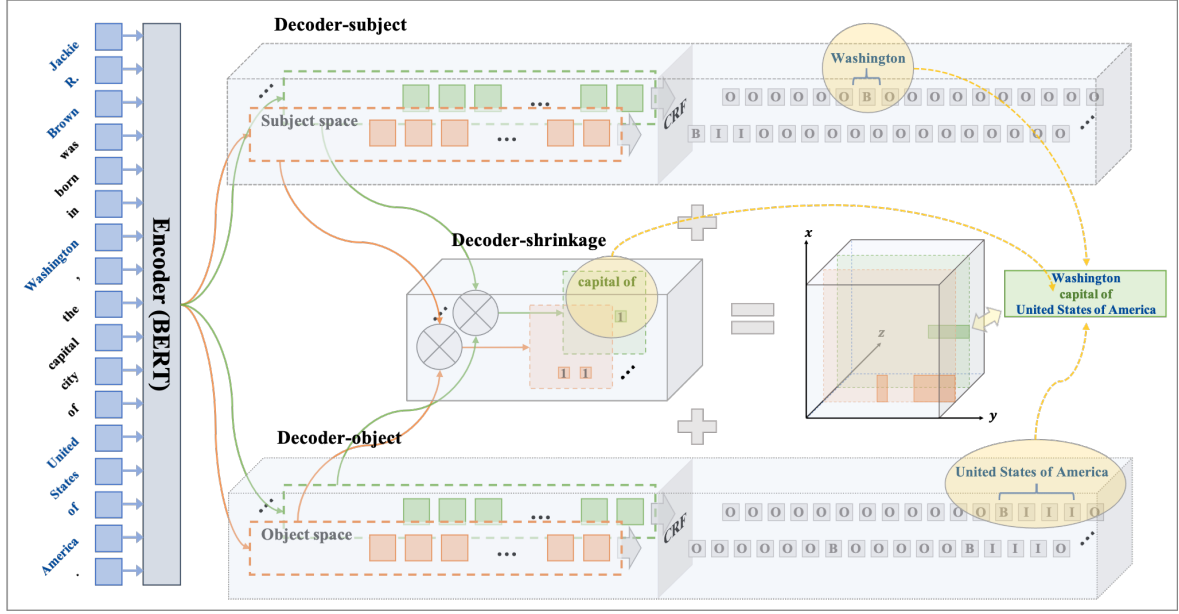 Decoder-subject
Jackie
R.
Brown
was
born
in
Washington
,
the
capital
city
of
United
States
of
America
.
Encoder (BERT)
Subject space
...
CRF
Washington
O O O O O O B O O O O O O O O O O
B I I O O O O O O O O O O O O O O
...
Decoder-shrinkage
capital of
1
1 1
...
x
z
y
Washington
capital of
United States of America
Decoder-object
Object space
...
CRF
United States of America
O O O O O O O O O O O O B I I I O
O O O O O O B O O O O O B I I I O
...